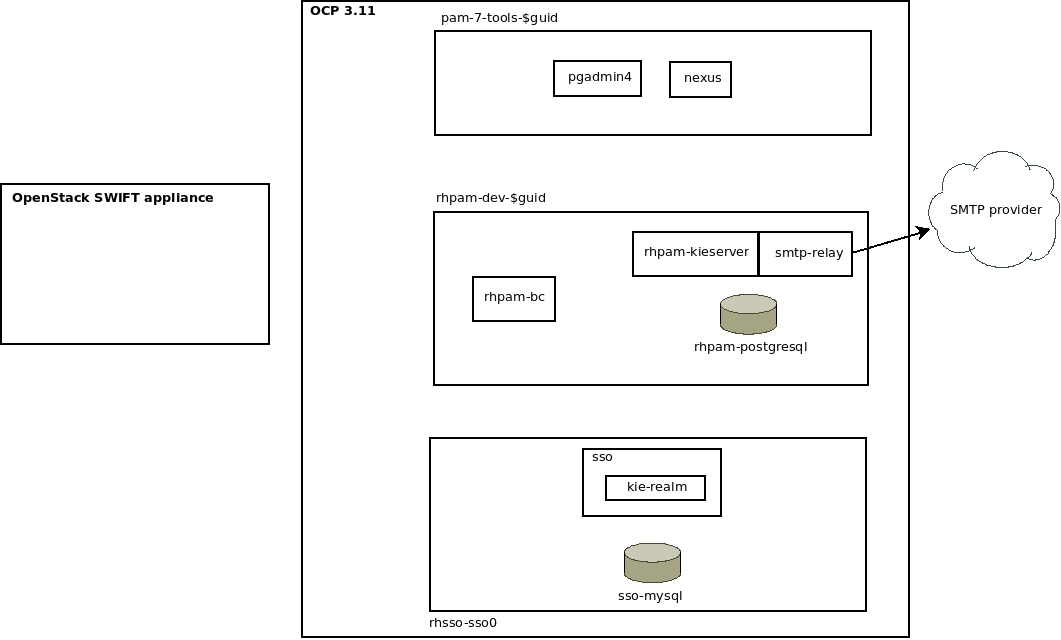 OCP 3.11
pam-7-tools-$guid
pgadmin4
nexus
OpenStack SWIFT appliance
rhpam-dev-$guid
rhpam-kieserver
smtp-relay
SMTP provider
rhpam-bc
rhpam-postgresql
sso
kie-realm
sso-mysql
rhsso-sso0